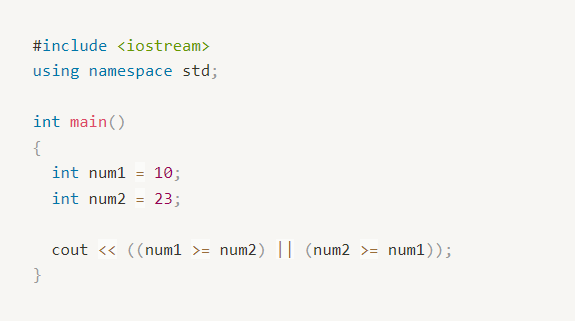 #include <iostream>
using namespace std;
int main()
{
int num1 = 10;
int num2 = 23;
cout << ((num1 >= num2) || (num2 >= num1));
}